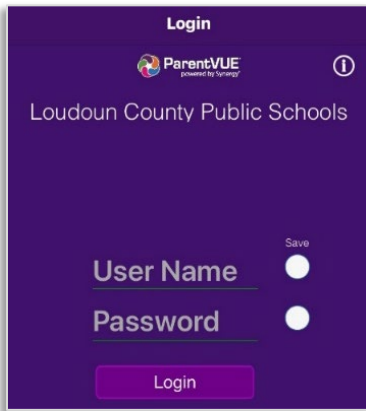 Login
ParentVUE
powered by Synergy
Loudoun County Public Schools
Save
User Name
Password
Login